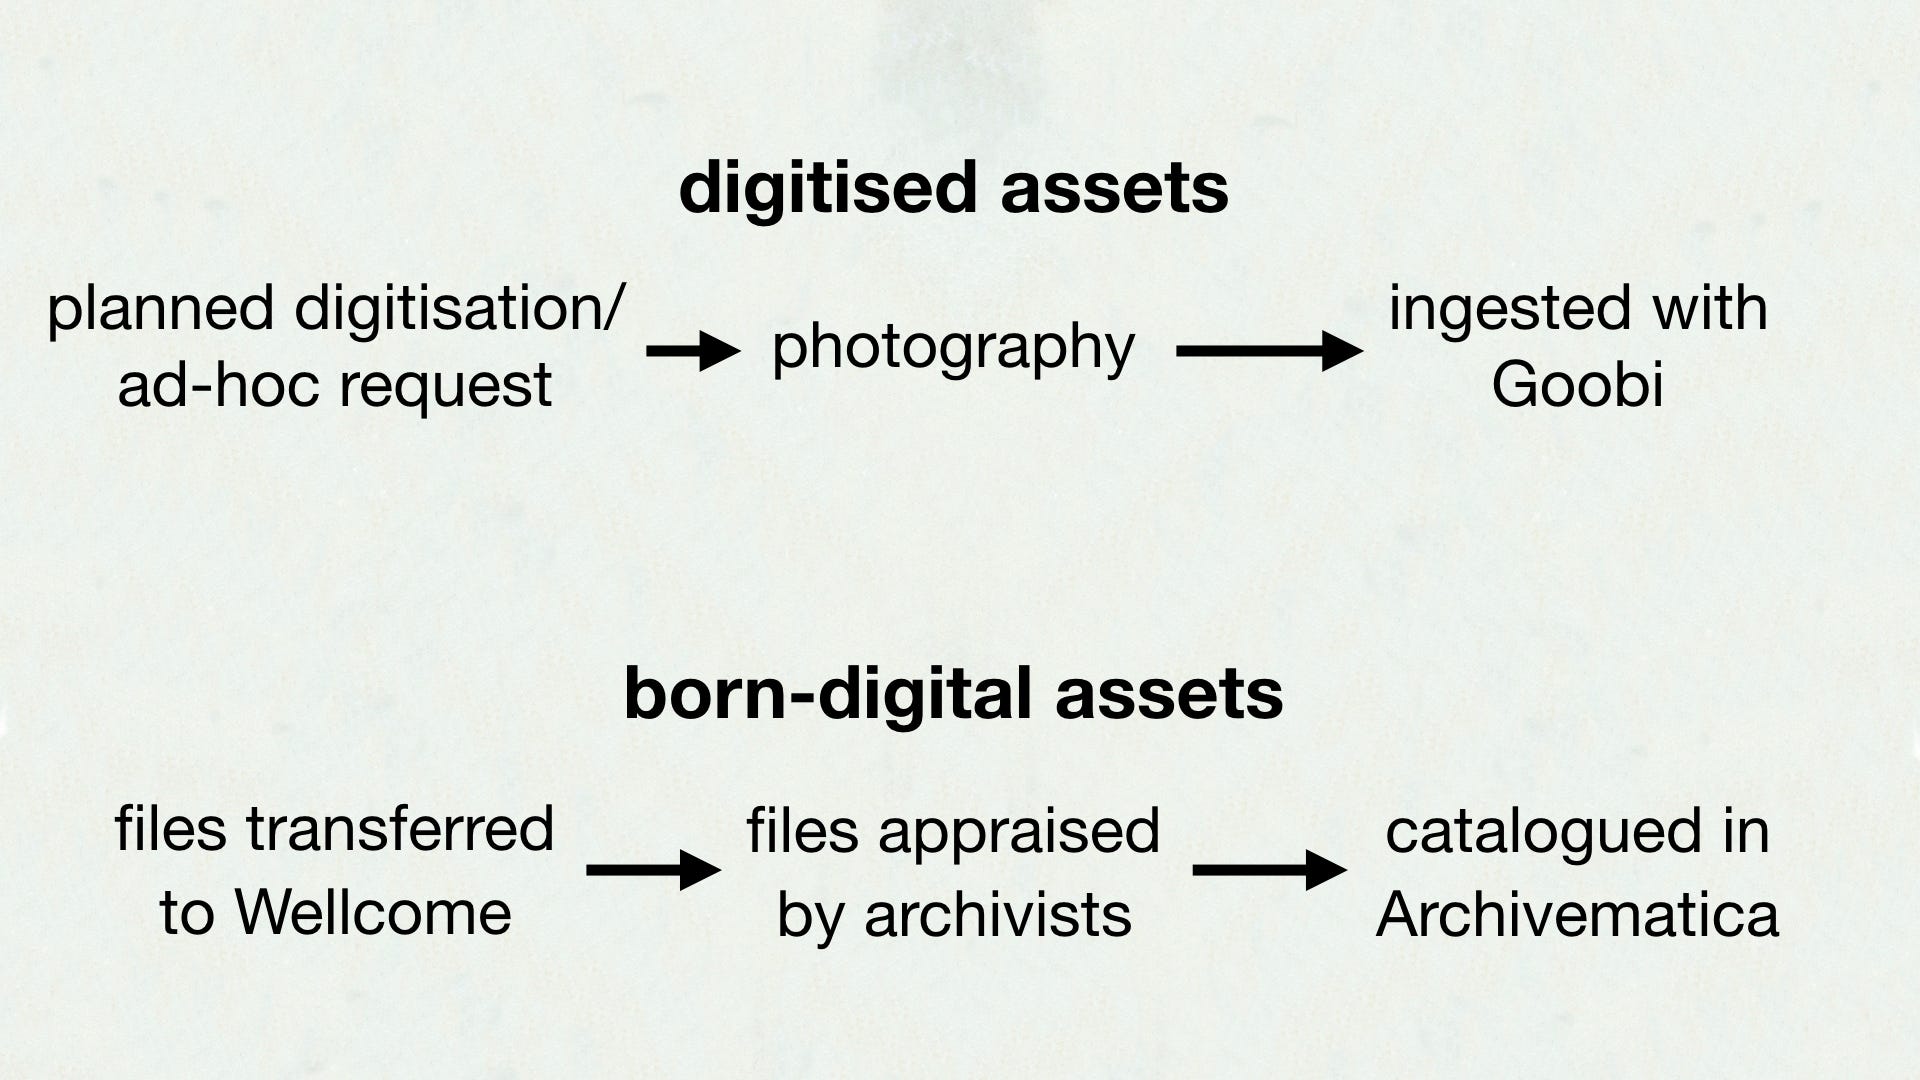 digitised assets
planned digitisation/
ad-hoc request
photography
ingested with
Goobi
born-digital assets
files transferred
to Wellcome
files appraised
by archivists
catalogued in
Archivematica